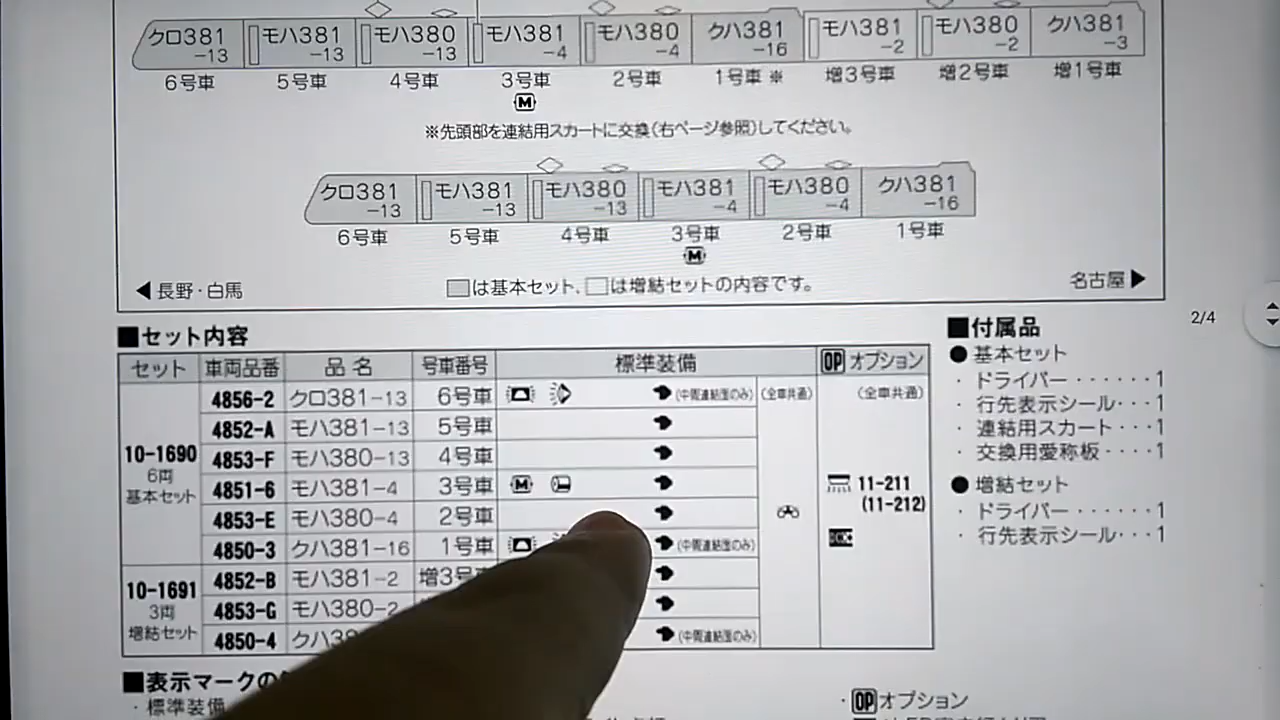 クロ381 -13 モハ381 -13 モハ380 -13 モハ381 -4 モハ380 -4 クハ381 -16 モハ381 -2 モハ380 -2 クハ381 -3
6号車 5号車 4号車 3号車 2号車 1号車 ※ 増3号車 増2号車 増1号車
M
※先頭部を連結用スカートに交換(右ページ参照)してください。
クロ381 -13 モハ381 -13 モハ380 -13 モハ381 -4 モハ380 -4 クハ381 -16
6号車 5号車 4号車 3号車 2号車 1号車
M
◀長野・白馬 は基本セット、 は増結セットの内容です。 名古屋▶
2/4
■セット内容
セット 車両品番 品名 号車番号 標準装備 OP オプション
10-1690
6両
基本セット
4856-2 クロ381-13 6号車 (中間連結面のみ) (全車共通) (全車共通)
4852-A モハ381-13 5号車
4853-F モハ380-13 4号車
4851-6 モハ381-4 3号車 M 11-211
(11-212)
4853-E モハ380-4 2号車
4850-3 クハ381-16 1号車 (中間連結面のみ)
10-1691
3両
増結セット
4852-B モハ381-2 増3号
4853-G モハ380-2
4850-4 クハ38 (中間連結面のみ)
■付属品
● 基本セット
・ ドライバー・・・・・・1
・ 行先表示シール・・・1
・ 連結用スカート・・・1
・ 交換用愛称板・・・・1
● 増結セット
・ ドライバー・・・・・・1
・ 行先表示シール・・・1
■表示マークの
・標準装備
・OP オプション